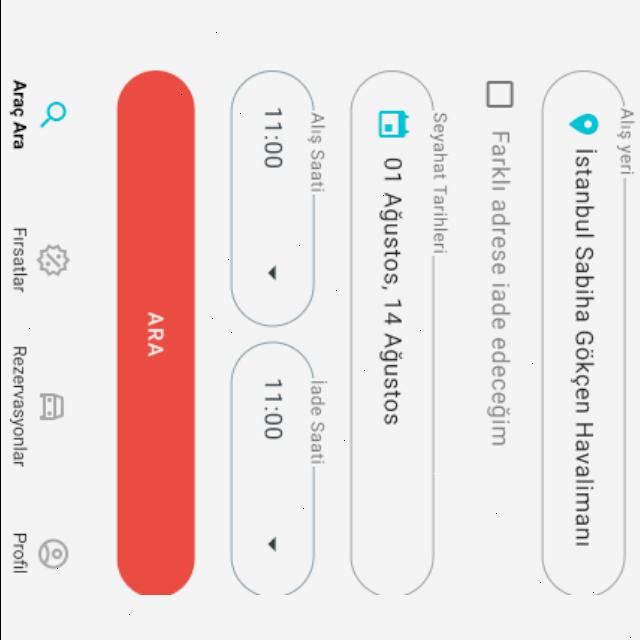 Alış yeri
İstanbul Sabiha Gökçen Havalimanı
Farklı adrese iade edeceğim
Seyahat Tarihleri
01 Ağustos, 14 Ağustos
Alış Saati
11:00
İade Saati
11:00
ARA
Araç Ara
Fırsatlar
Rezervasyonlar
Profil